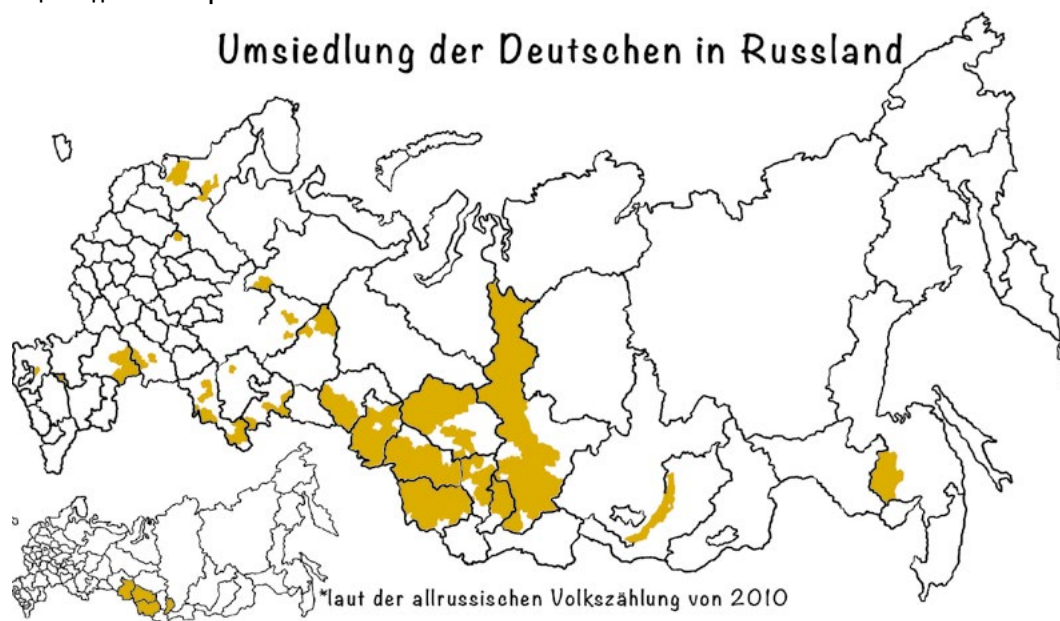 Umsiedlung der Deutschen in Russland
*laut der allrussischen Volkszählung von 2010